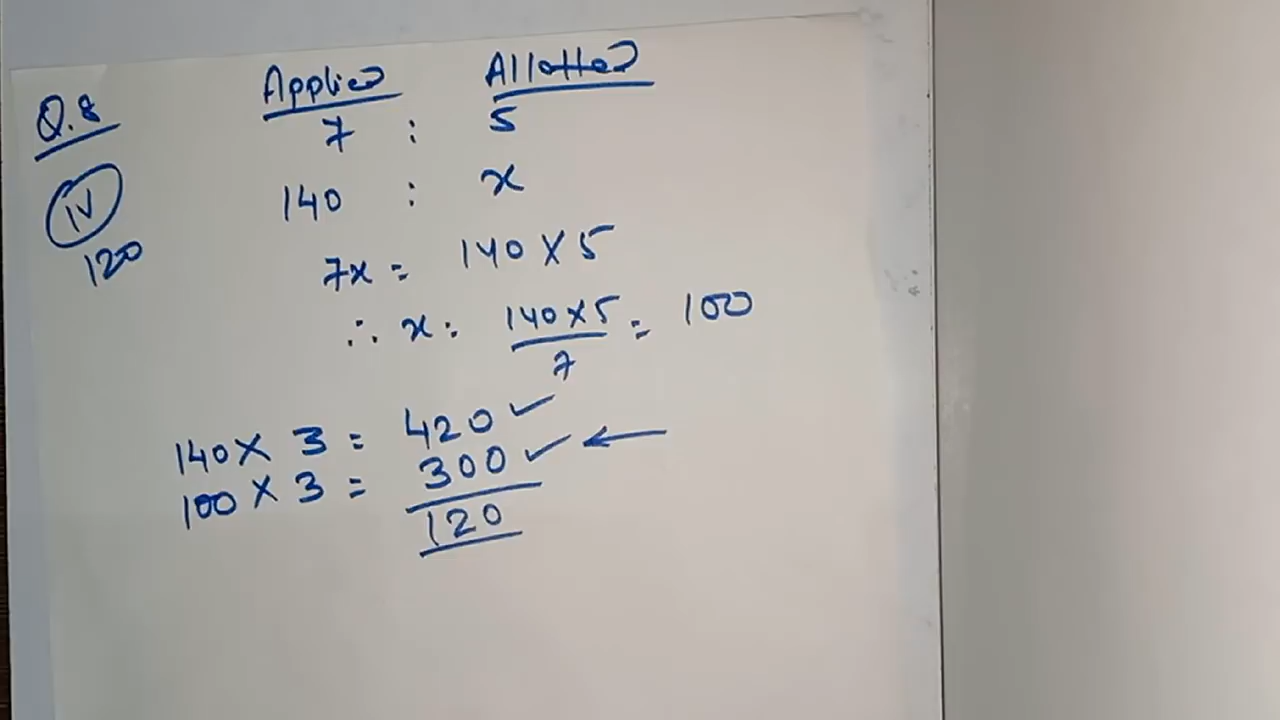 Q.8
Applied Allotted
7 : 5
140 : x
IV
120
7x = 140 X 5
∴ x = 140 X 5 = 100
7
140 X 3 = 420 ✓
100 X 3 = 300 ✓ ←
120